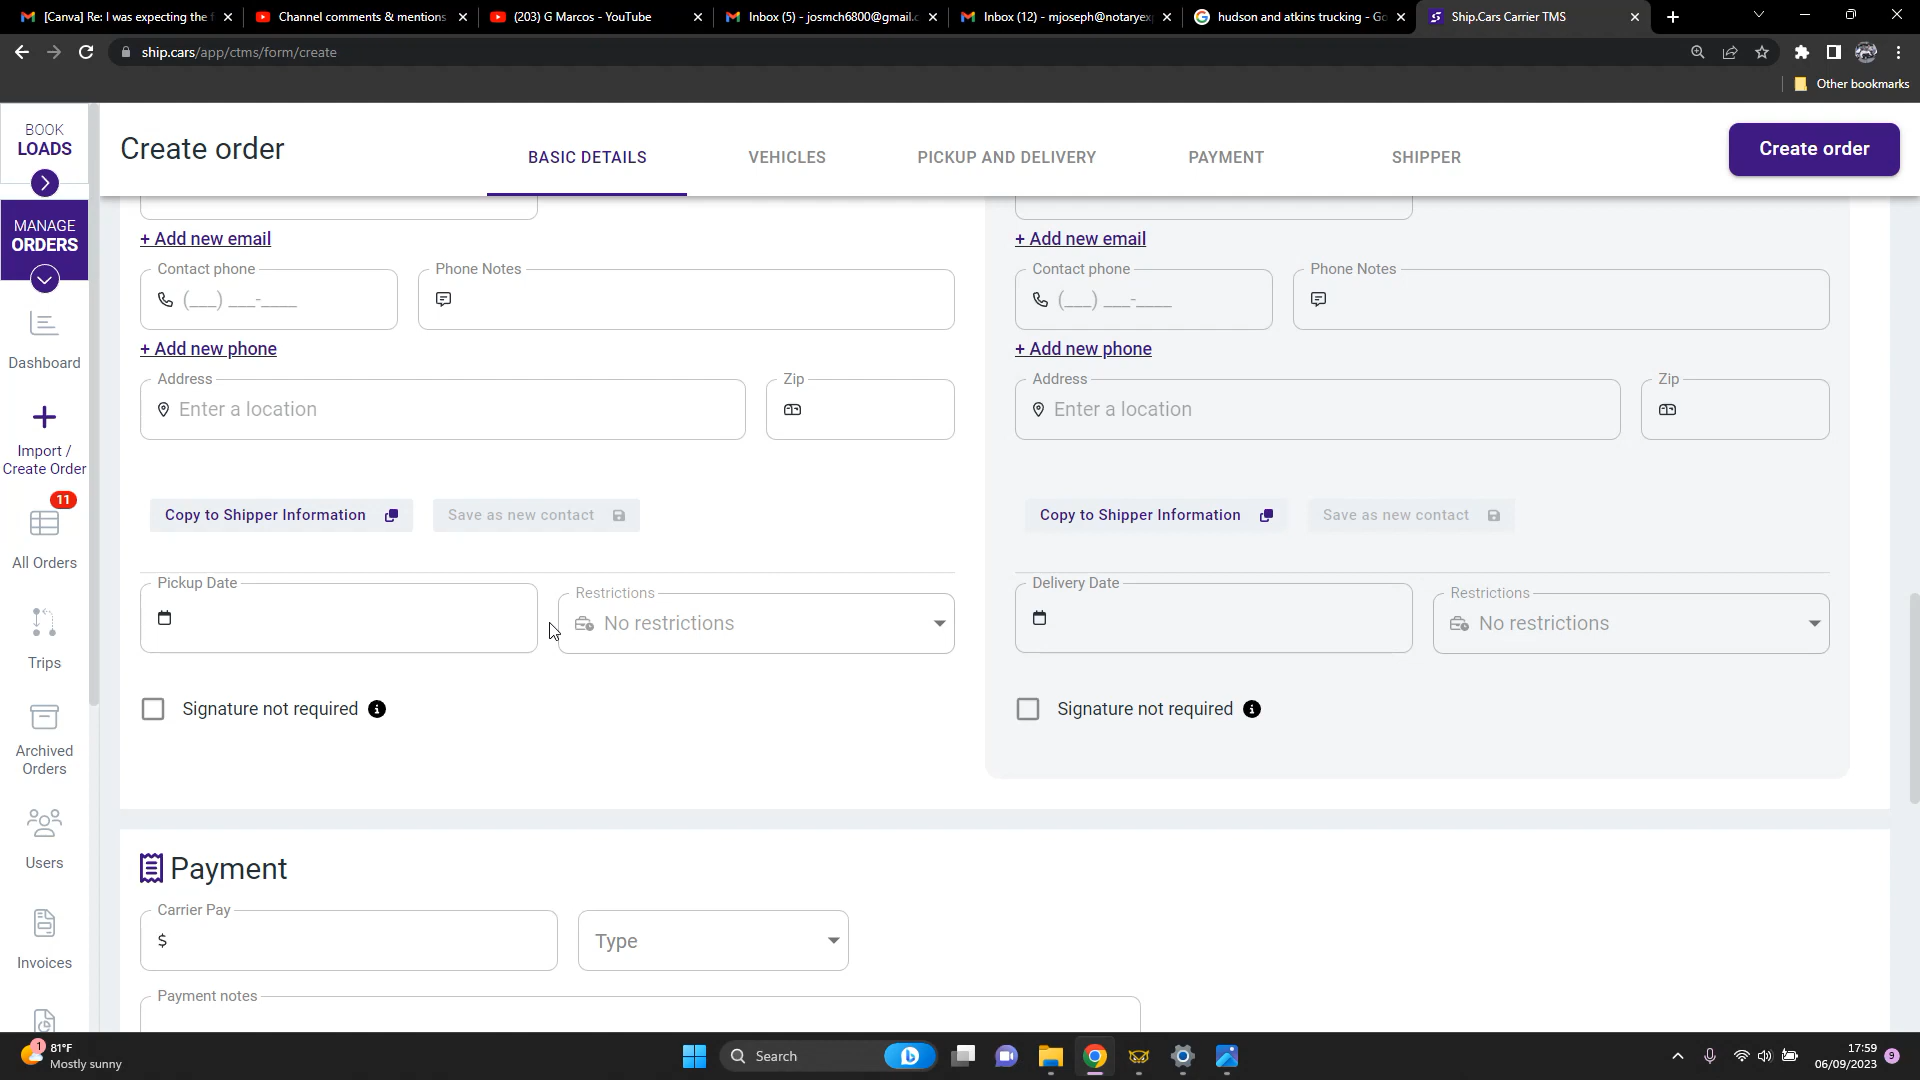 [Canva] Re: I was expecting the f
Channel comments & mentions
(203) G Marcos - YouTube
Inbox (5) - josmch6800@gmail.c
Inbox (12) - mjoseph@notaryexp
hudson and atkins trucking - Go
Ship.Cars Carrier TMS
ship.cars/app/ctms/form/create
Other bookmarks
BOOK
LOADS
MANAGE
ORDERS
Dashboard
Import /
Create Order
11
All Orders
Trips
Archived
Orders
Users
Invoices
Create order
BASIC DETAILS
VEHICLES
PICKUP AND DELIVERY
PAYMENT
SHIPPER
Create order
+ Add new email
Contact phone
(___) ___-____
Phone Notes
+ Add new phone
Address
Enter a location
Zip
Copy to Shipper Information
Save as new contact
Pickup Date
Restrictions
No restrictions
Signature not required
+ Add new email
Contact phone
(___) ___-____
Phone Notes
+ Add new phone
Address
Enter a location
Zip
Copy to Shipper Information
Save as new contact
Delivery Date
Restrictions
No restrictions
Signature not required
Payment
Carrier Pay
$
Type
Payment notes
1
81°F
Mostly sunny
Search
17:59
06/09/2023
9